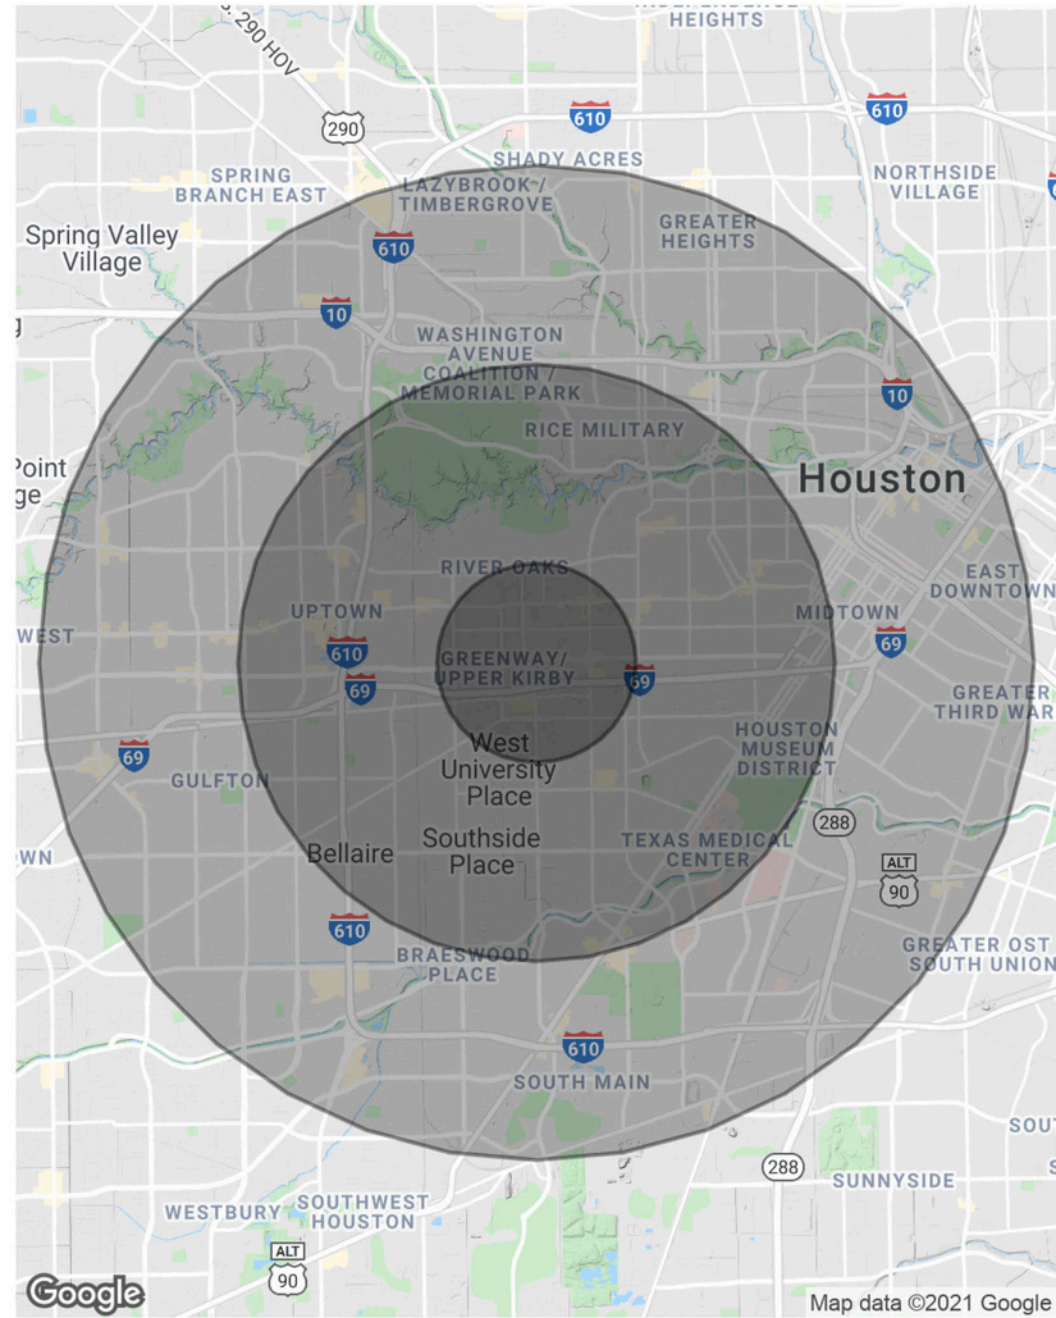 HEIGHTS
S. 290 HOV
610
610
290
SHADY ACRES
SPRING
BRANCH EAST
LAZYBROOK /
TIMBERGROVE
NORTHSIDE
VILLAGE
GREATER
HEIGHTS
Spring Valley
Village
610
10
WASHINGTON
AVENUE
COALITION /
MEMORIAL PARK
10
RICE MILITARY
Point
ge
Houston
RIVER OAKS
EAST
DOWNTOWN
UPTOWN
MIDTOWN
WEST
610
69
GREENWAY/
UPPER KIRBY
69
69
GREATER
THIRD WAR
69
HOUSTON
MUSEUM
DISTRICT
West
University
Place
GULFTON
288
Southside
Place
TEXAS MEDICAL
CENTER
Bellaire
OWN
ALT
90
610
BRAESWOOD
PLACE
GREATER OST
SOUTH UNION
610
SOUTH MAIN
SOU
288
SUNNYSIDE
WESTBURY
SOUTHWEST
HOUSTON
ALT
90
Google
Map data ©2021 Google